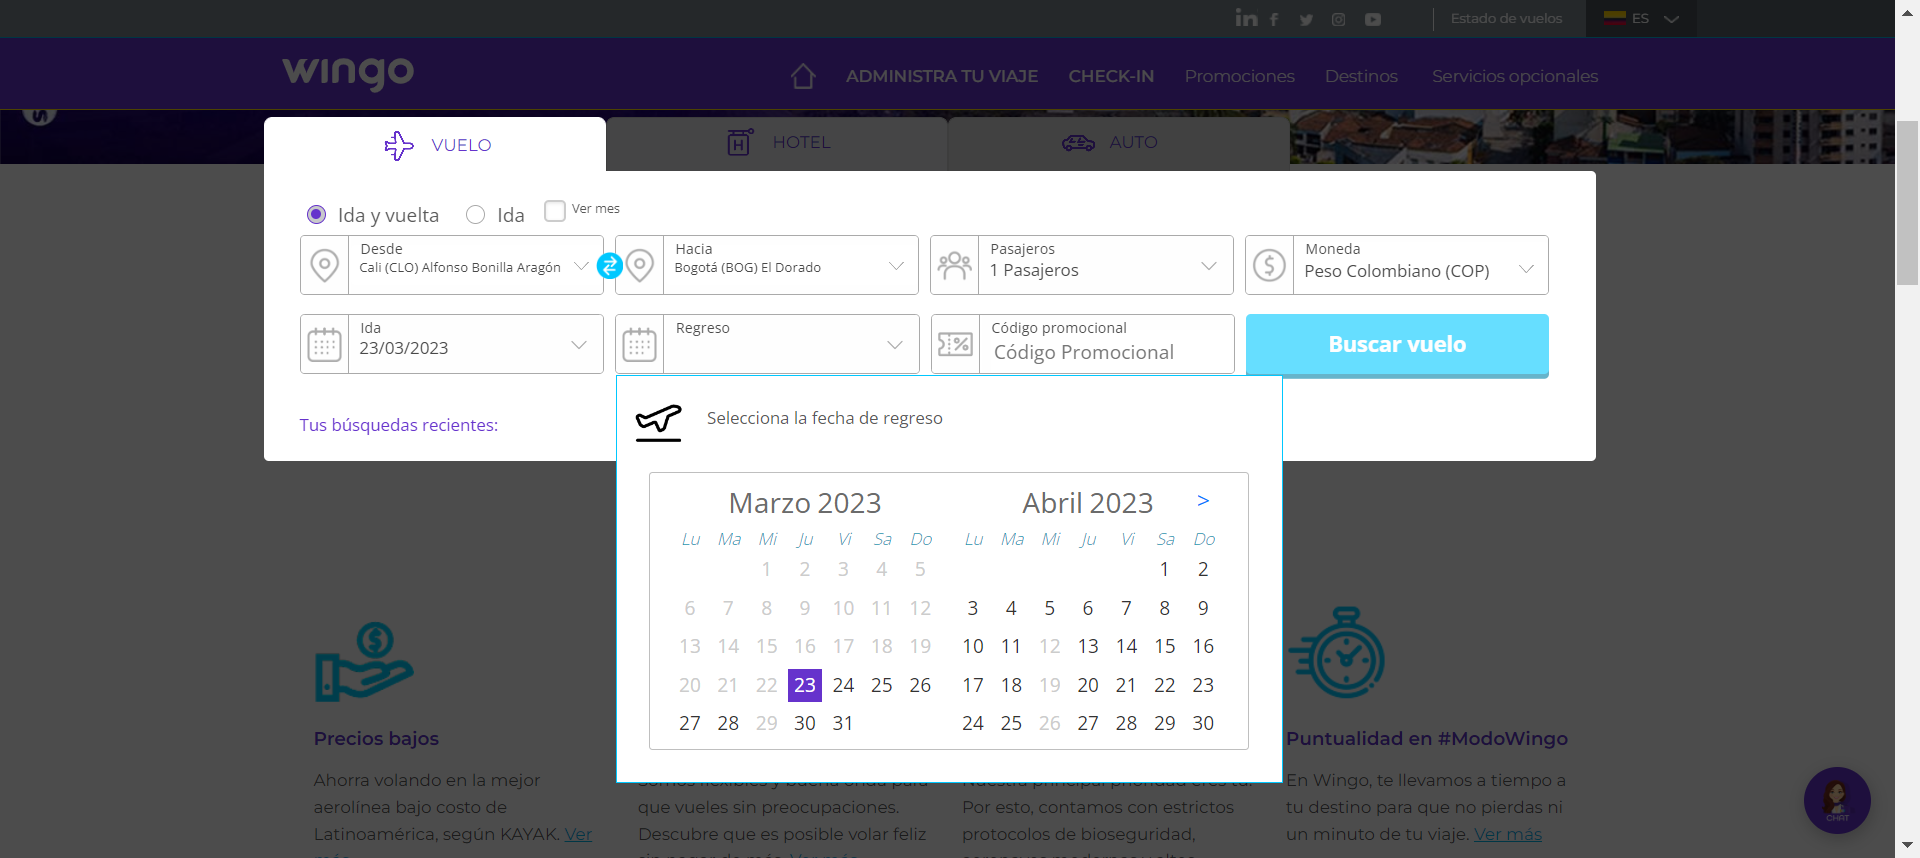 Estado de vuelos
ES
wingo
ADMINISTRA TU VIAJE
CHECK-IN
Promociones
Destinos
Servicios opcionales
VUELO
HOTEL
AUTO
Ida y vuelta
Ida
Ver mes
Desde
Cali (CLO) Alfonso Bonilla Aragón
Hacia
Bogotá (BOG) El Dorado
Pasajeros
1 Pasajeros
Moneda
Peso Colombiano (COP)
Ida
23/03/2023
Regreso
Código promocional
Código Promocional
Buscar vuelo
Tus búsquedas recientes:
Selecciona la fecha de regreso
Marzo 2023
Lu Ma Mi Ju Vi Sa Do
1 2 3 4 5
6 7 8 9 10 11 12
13 14 15 16 17 18 19
20 21 22 23 24 25 26
27 28 29 30 31
Abril 2023 >
Lu Ma Mi Ju Vi Sa Do
1 2
3 4 5 6 7 8 9
10 11 12 13 14 15 16
17 18 19 20 21 22 23
24 25 26 27 28 29 30
Precios bajos
Ahorra volando en la mejor
aerolínea bajo costo de
Latinoamérica, según KAYAK. Ver
que vueles sin preocupaciones.
Descubre que es posible volar feliz
Por esto, contamos con estrictos
protocolos de bioseguridad,
Puntualidad en #ModoWingo
En Wingo, te llevamos a tiempo a
tu destino para que no pierdas ni
un minuto de tu viaje. Ver más
CHAT